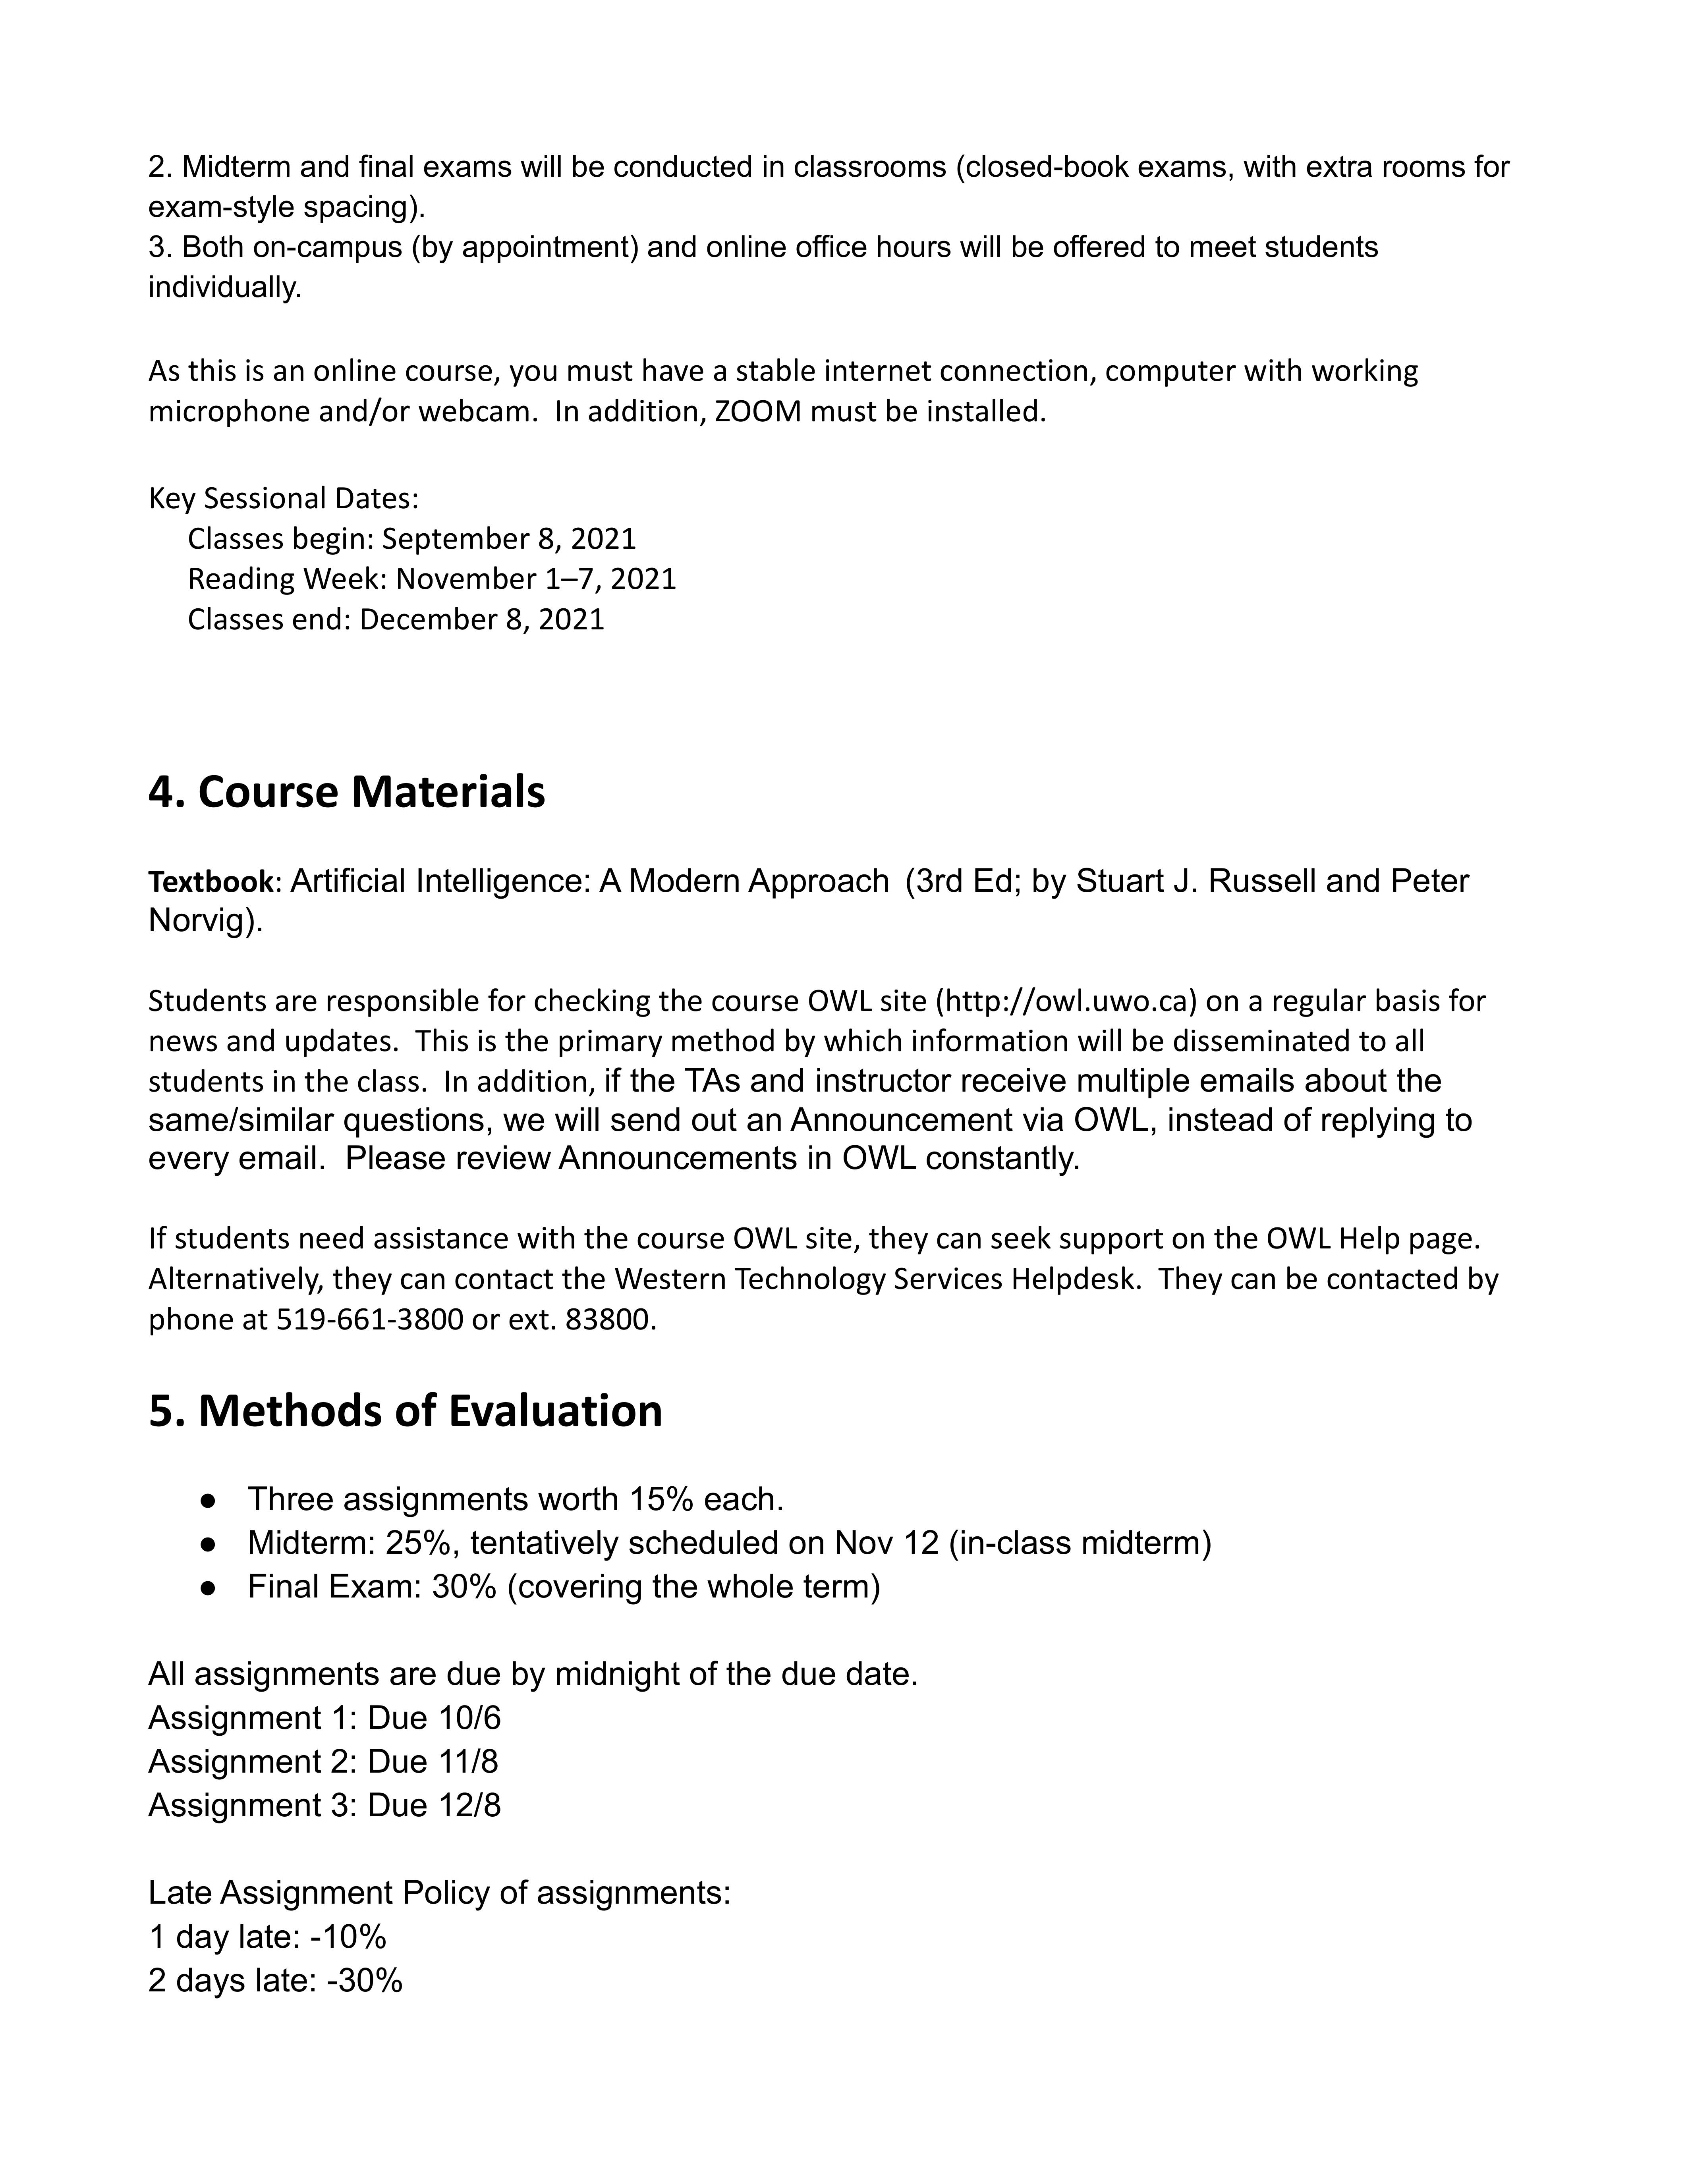 2. Midterm and final exams will be conducted in classrooms (closed-book exams, with extra rooms for
exam-style spacing).
3. Both on-campus (by appointment) and online office hours will be offered to meet students
individually.
As this is an online course, you must have a stable internet connection, computer with working
microphone and/or webcam.  In addition, ZOOM must be installed.
Key Sessional Dates:
Classes begin: September 8, 2021
Reading Week: November 1–7, 2021
Classes end: December 8, 2021
4. Course Materials
Textbook: Artificial Intelligence: A Modern Approach  (3rd Ed; by Stuart J. Russell and Peter
Norvig).
Students are responsible for checking the course OWL site (http://owl.uwo.ca) on a regular basis for
news and updates.  This is the primary method by which information will be disseminated to all
students in the class.  In addition, if the TAs and instructor receive multiple emails about the
same/similar questions, we will send out an Announcement via OWL, instead of replying to
every email.  Please review Announcements in OWL constantly.
If students need assistance with the course OWL site, they can seek support on the OWL Help page.
Alternatively, they can contact the Western Technology Services Helpdesk.  They can be contacted by
phone at 519-661-3800 or ext. 83800.
5. Methods of Evaluation
● Three assignments worth 15% each.
● Midterm: 25%, tentatively scheduled on Nov 12 (in-class midterm)
● Final Exam: 30% (covering the whole term)
All assignments are due by midnight of the due date.
Assignment 1: Due 10/6
Assignment 2: Due 11/8
Assignment 3: Due 12/8
Late Assignment Policy of assignments:
1 day late: -10%
2 days late: -30%